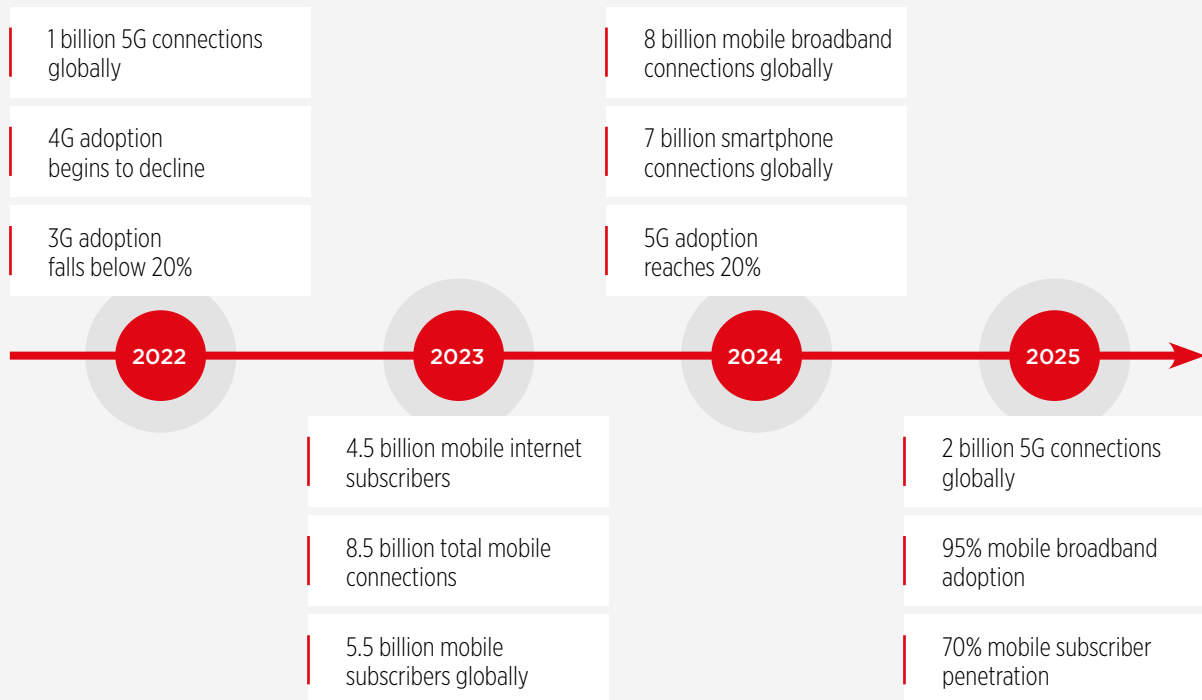 1 billion 5G connections
globally
4G adoption
begins to decline
3G adoption
falls below 20%
8 billion mobile broadband
connections globally
7 billion smartphone
connections globally
5G adoption
reaches 20%
2022
2023
2024
2025
4.5 billion mobile internet
subscribers
8.5 billion total mobile
connections
5.5 billion mobile
subscribers globally
2 billion 5G connections
globally
95% mobile broadband
adoption
70% mobile subscriber
penetration